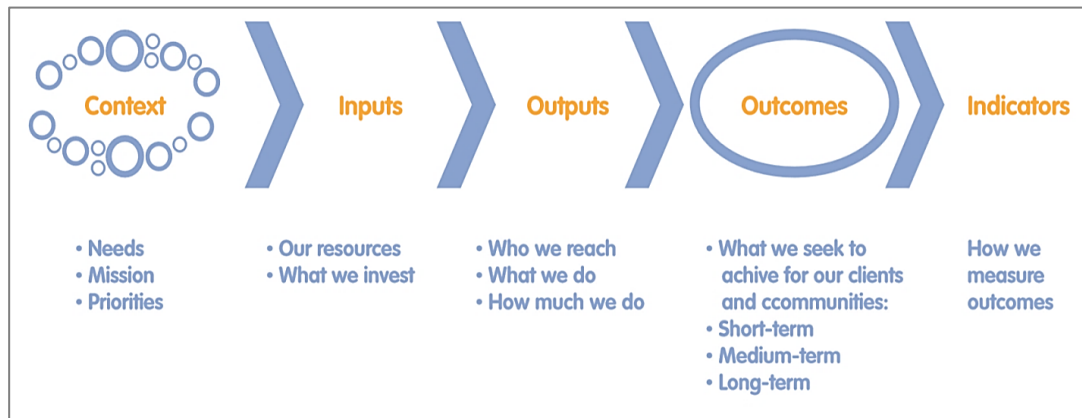 Context
Inputs
Outputs
Outcomes
Indicators
• Needs
• Mission
• Priorities
• Our resources
• What we invest
• Who we reach
• What we do
• How much we do
• What we seek to
achive for our clients
and ccommunities:
• Short-term
• Medium-term
• Long-term
How we
measure
outcomes